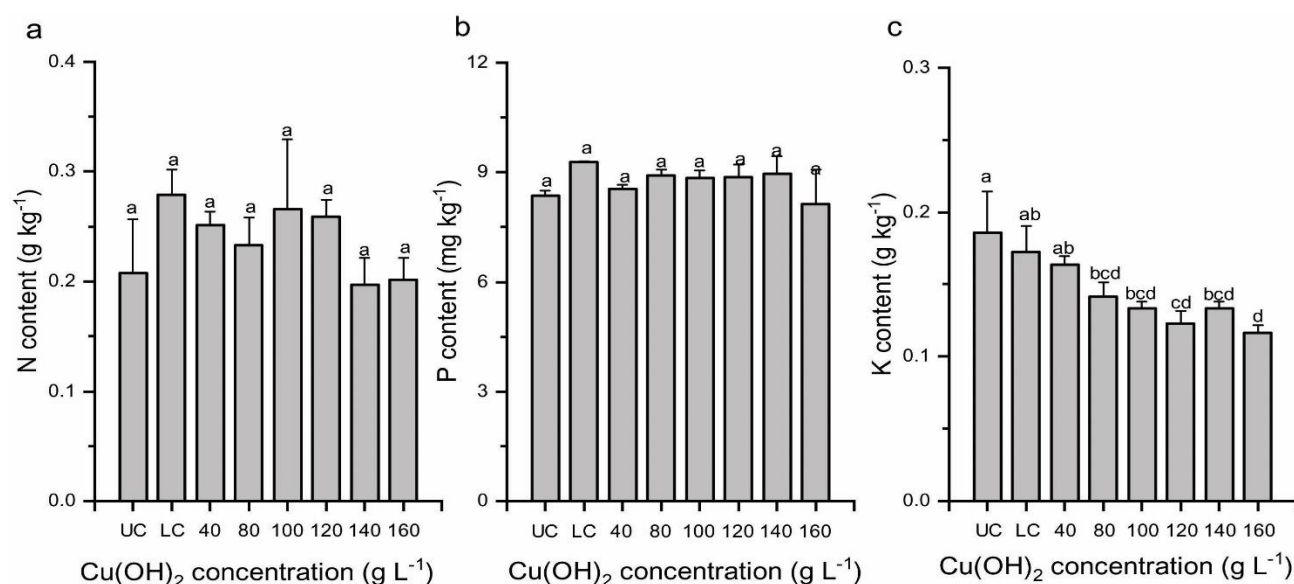 a
N content (g kg⁻¹)
0.4
0.3
0.2
0.1
0.0
a a a a a a a a
UC LC 40 80 100 120 140 160
Cu(OH)₂ concentration (g L⁻¹)
b
P content (mg kg⁻¹)
12
9
6
3
0
a a a a a a a a
UC LC 40 80 100 120 140 160
Cu(OH)₂ concentration (g L⁻¹)
c
K content (g kg⁻¹)
0.3
0.2
0.1
0.0
a ab ab bcd bcd cd bcd d
UC LC 40 80 100 120 140 160
Cu(OH)₂ concentration (g L⁻¹)